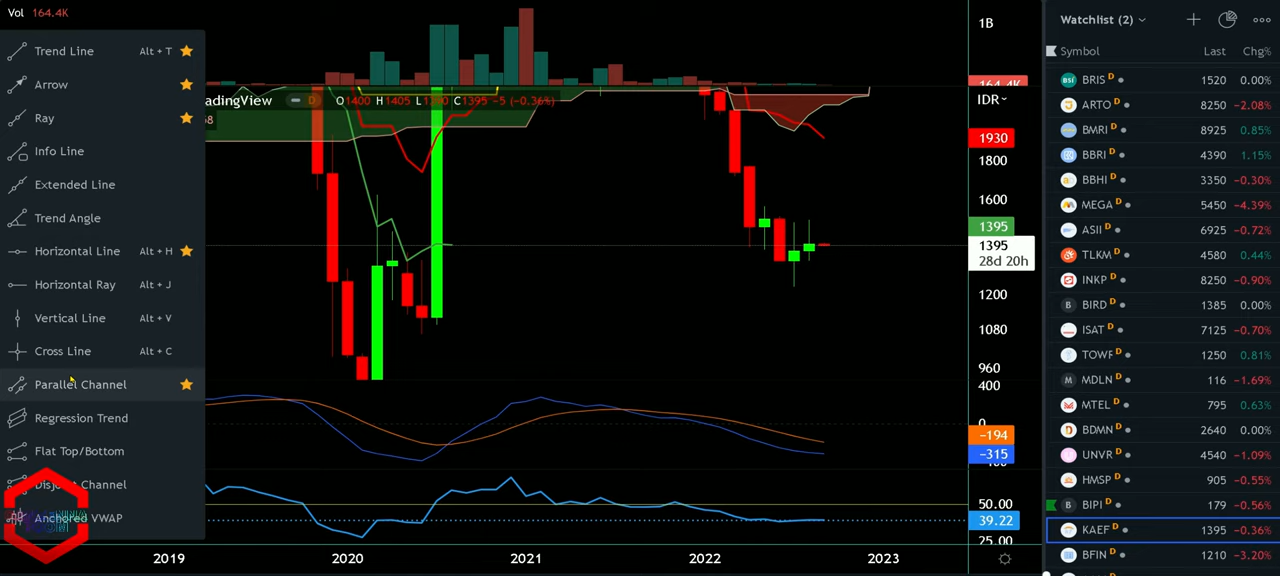 Vol 164.4K
Trend Line Alt + T
Arrow
Ray
Info Line
Extended Line
Trend Angle
Horizontal Line Alt + H
Horizontal Ray Alt + J
Vertical Line Alt + V
Cross Line Alt + C
Parallel Channel
Regression Trend
Flat Top/Bottom
Disjoint Channel
Anchored VWAP
adingView D O1400 H1405 C1395 -5 (-0.36%)
1B
164.4K
IDR
1930
1800
1600
1395
1395
28d 20h
1200
1080
960
400
0
-194
-315
50.00
39.22
25.00
2019 2020 2021 2022 2023
Watchlist (2)
Symbol Last Chg%
BRIS D 1520 0.00%
ARTO D 8250 -2.08%
BMRI D 8925 0.85%
BBRI D 4390 1.15%
BBHI D 3350 -0.30%
MEGA D 5450 -4.39%
ASII D 6925 -0.72%
TLKM D 4580 0.44%
INKP D 8250 -0.90%
BIRD D 1385 0.00%
ISAT D 7125 -0.70%
TOWR D 1250 0.81%
MDLN D 116 -1.69%
MTEL D 795 0.63%
BDMN D 2640 0.00%
UNVR D 4540 -1.09%
HMSP D 905 -0.55%
BIPI D 179 -0.56%
KAEF D 1395 -0.36%
BFIN D 1210 -3.20%